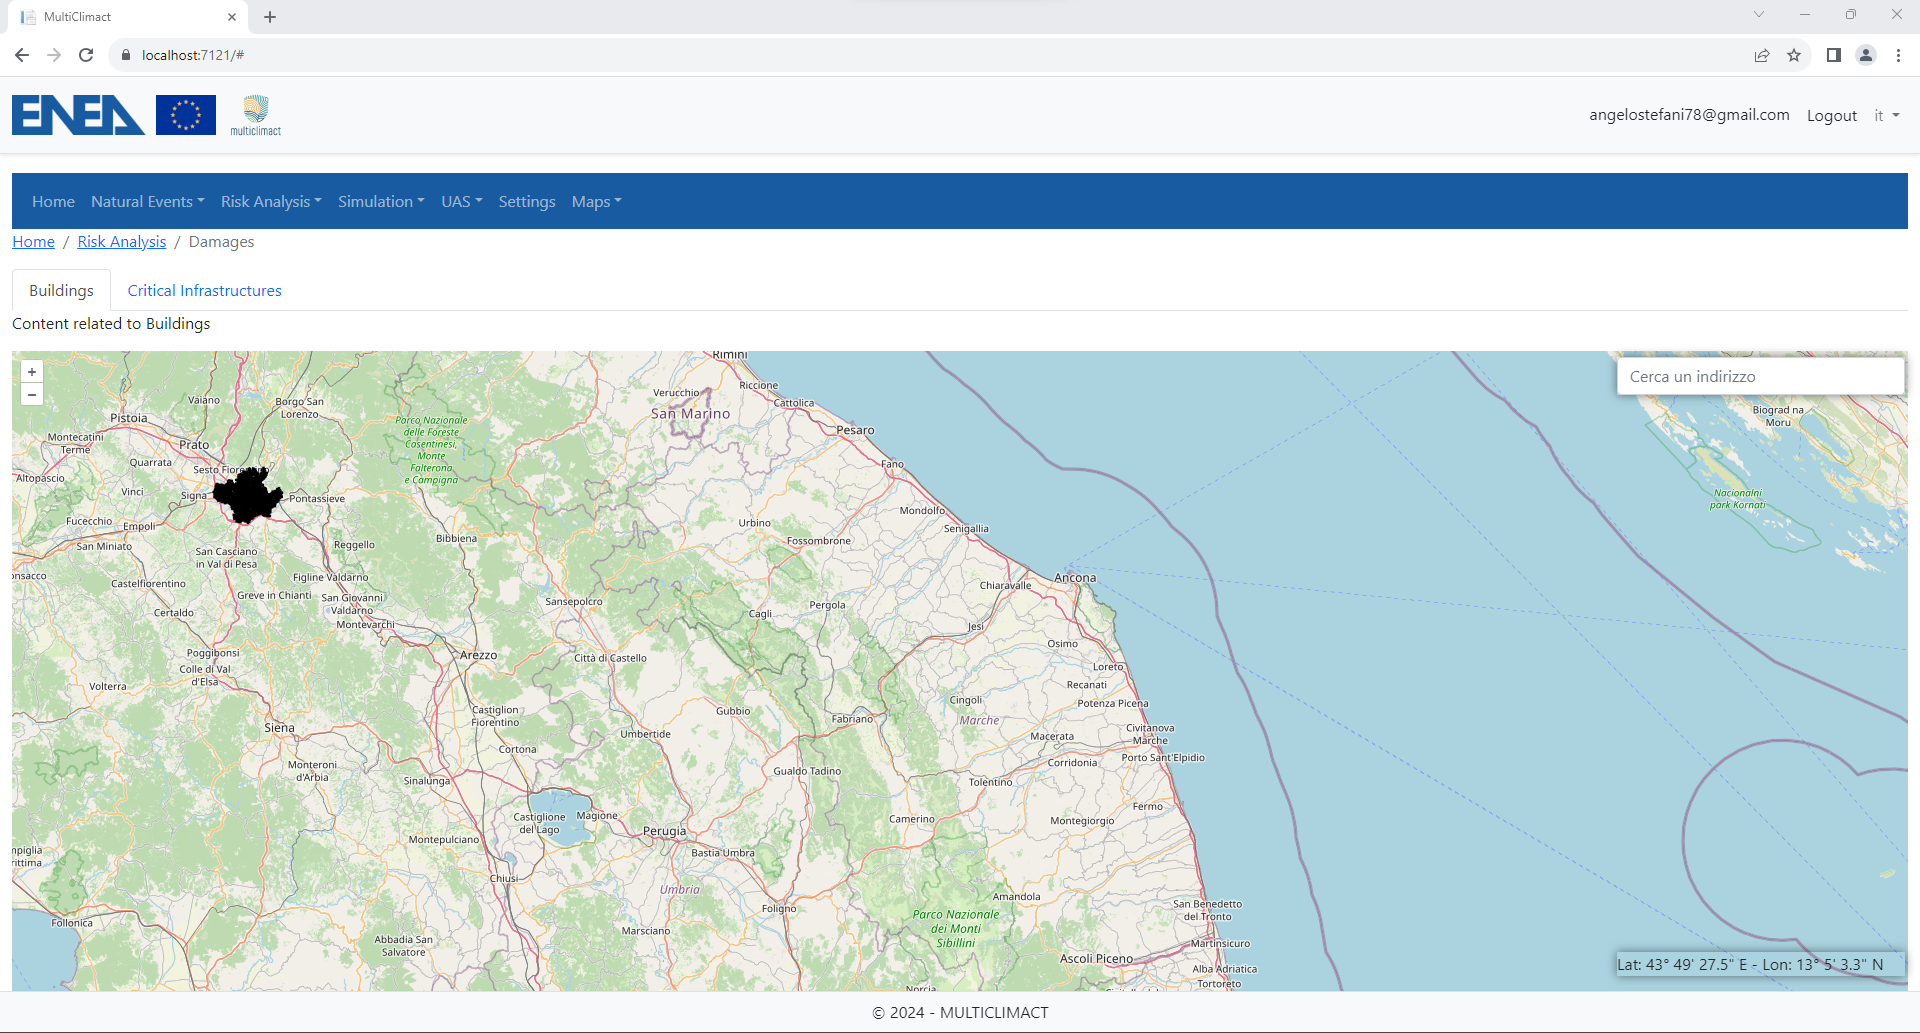 MultiClimact
localhost:7121/#
ENEA
multiclimact
angelostefani78@gmail.com Logout it
Home Natural Events Risk Analysis Simulation UAS Settings Maps
Home / Risk Analysis / Damages
Buildings Critical Infrastructures
Content related to Buildings
+
−
Cerca un indirizzo
Rimini
Riccione
Verucchio
Cattolica
San Marino
Pesaro
Fano
Vaiano
Borgo San
Lorenzo
Pistoia
Parco Nazionale
delle Foreste
Casentinesi,
Monte
Falterona
e Campigna
Montecatini
Terme
Prato
Quarrata
Sesto Fiorentino
Altopascio
Vinci
Signa
Pontassieve
Fucecchio
Empoli
San Miniato
Reggello
Bibbiena
Urbino
Fossombrone
Mondolfo
Senigallia
Biograd na
Moru
Nacionalni
park Kornati
San Casciano
in Val di Pesa
onsacco
Castelfiorentino
Figline Valdarno
Greve in Chianti
San Giovanni
Valdarno
Montevarchi
Certaldo
Sansepolcro
Cagli
Pergola
Chiaravalle
Ancona
Jesi
Osimo
Loreto
Recanati
Potenza Picena
Poggibonsi
Colle di Val
d'Elsa
Volterra
Arezzo
Città di Castello
Cingoli
Marche
Fabriano
Gubbio
Siena
Castiglion
Fiorentino
Umbertide
Cortona
Macerata
Civitanova
Marche
Porto Sant'Elpidio
Corridonia
Tolentino
Monteroni
d'Arbia
Sinalunga
Gualdo Tadino
Castiglione
del Lago
Magione
Perugia
Camerino
Fermo
Montegiorgio
Montepulciano
Bastia Umbra
mpiglia
rittima
Chiusi
Umbria
Foligno
Amandola
San Benedetto
del Tronto
Follonica
Parco Nazionale
dei Monti
Sibillini
Marsciano
Abbadia San
Salvatore
Martinsicuro
Ascoli Piceno
Alba Adriatica
Tortoreto
Norcia
Lat: 43° 49' 27.5" E - Lon: 13° 5' 3.3" N
© 2024 - MULTICLIMACT